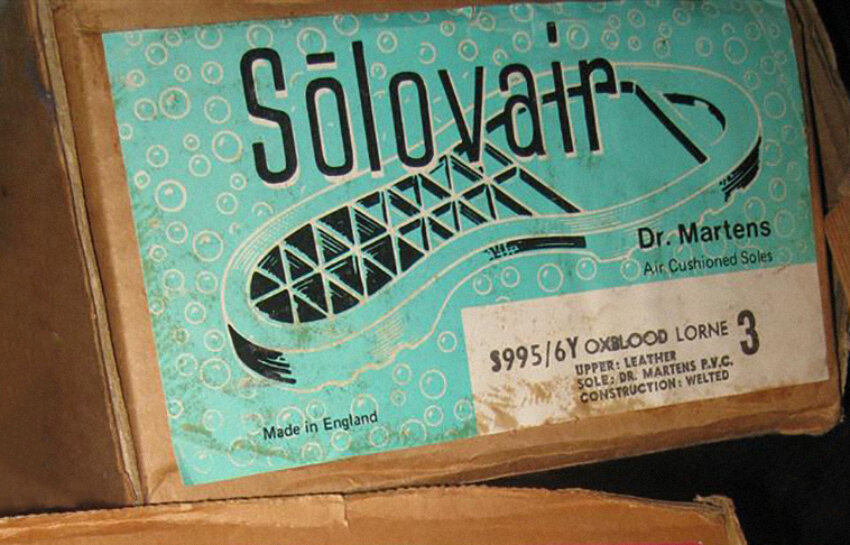 Sōlovair
Dr. Martens
Air Cushioned Soles
S995/6Y OXBLOOD LORNE 3
UPPER: LEATHER
SOLE: DR. MARTENS P.V.C.
CONSTRUCTION: WELTED
Made in England